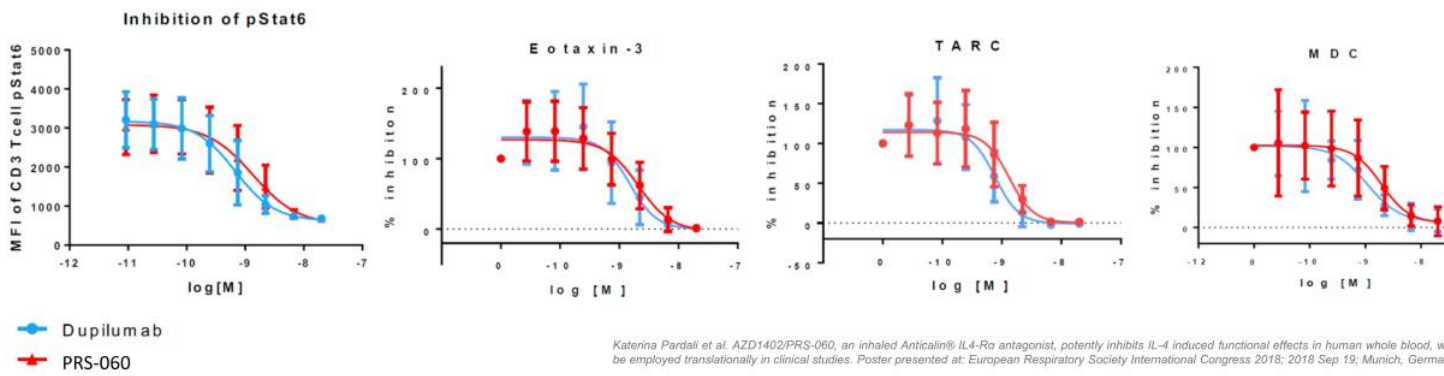 Inhibition of pStat6
MFI of CD3 Tcell pStat6
5000
4000
3000
2000
1000
0
-12 -11 -10 -9 -8 -7
log[M]
Eotaxin-3
% inhibiton
200
100
0
0 -10 -9 -8 -7
log [M]
TARC
% inhibition
200
150
100
50
0
-50
0 -10 -9 -8 -7
log [M]
MDC
% inhibition
200
150
100
50
0
-12 0 -10 -9 -8
log [M]
Dupilumab
PRS-060
Katerina Pardali et al. AZD1402/PRS-060, an inhaled Anticalin® IL4-Rα antagonist, potently inhibits IL-4 induced functional effects in human whole blood, w
be employed translationally in clinical studies. Poster presented at: European Respiratory Society International Congress 2018; 2018 Sep 19; Munich, Germa